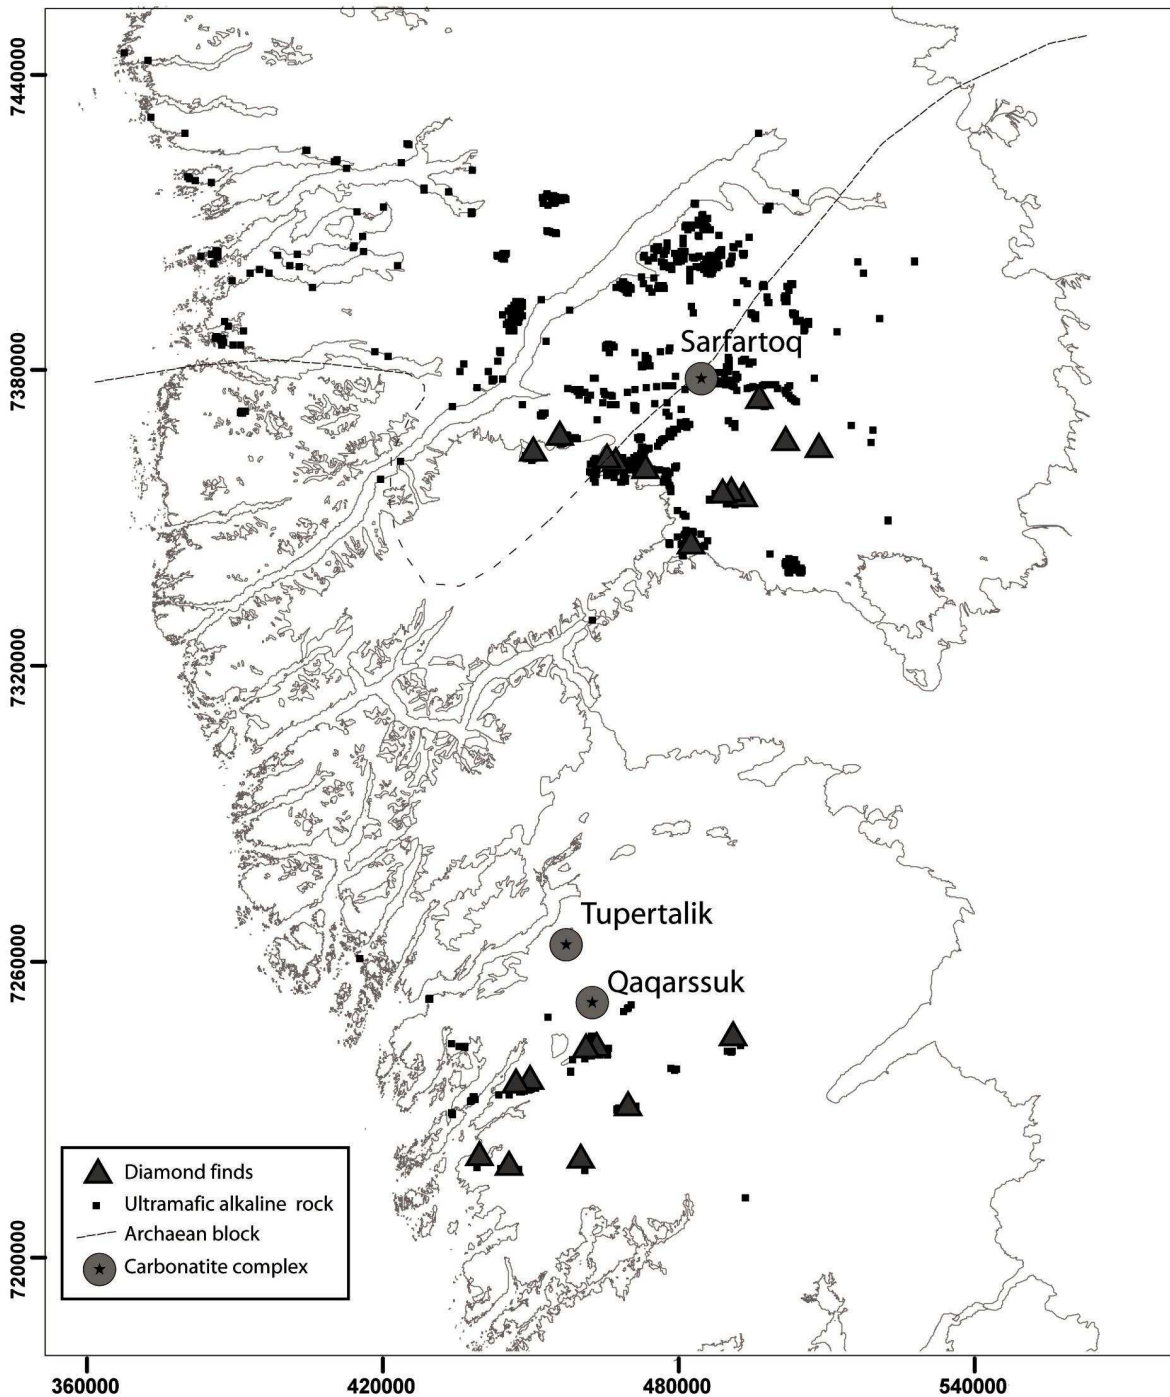 7440000
7380000
7320000
7260000
7200000
Sarfartoq
Tupertalik
Qaqarssuk
Diamond finds
Ultramafic alkaline rock
Archaean block
Carbonatite complex
360000 420000 480000 540000